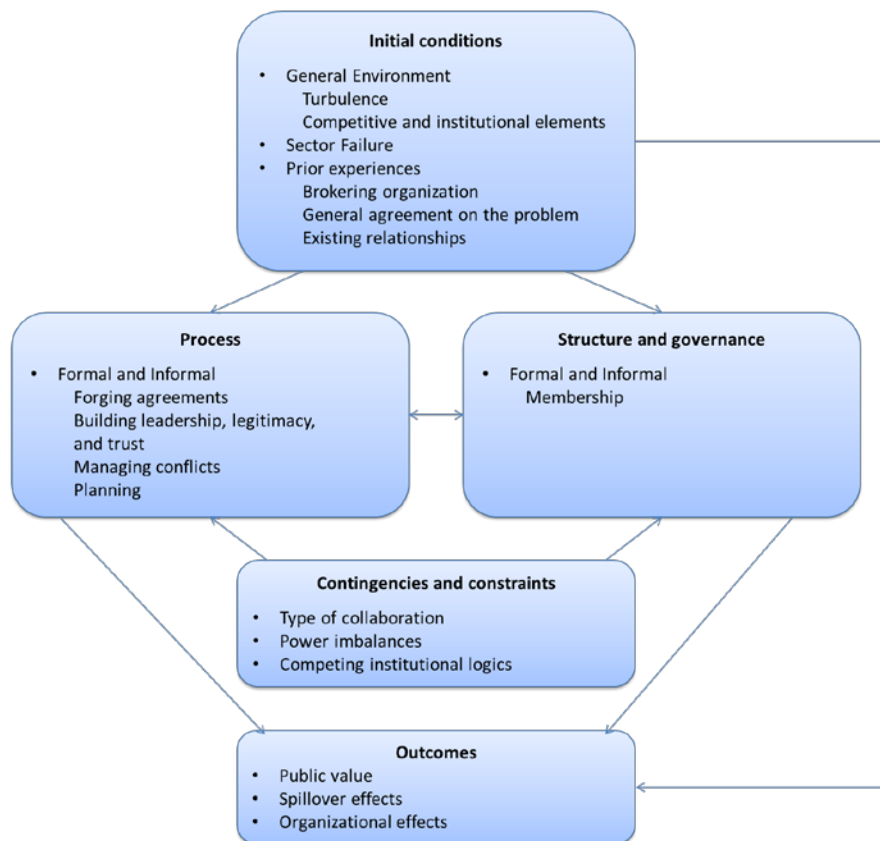 Initial conditions
• General Environment
Turbulence
Competitive and institutional elements
• Sector Failure
• Prior experiences
Brokering organization
General agreement on the problem
Existing relationships
Process
• Formal and Informal
Forging agreements
Building leadership, legitimacy,
and trust
Managing conflicts
Planning
Structure and governance
• Formal and Informal
Membership
Contingencies and constraints
• Type of collaboration
• Power imbalances
• Competing institutional logics
Outcomes
• Public value
• Spillover effects
• Organizational effects